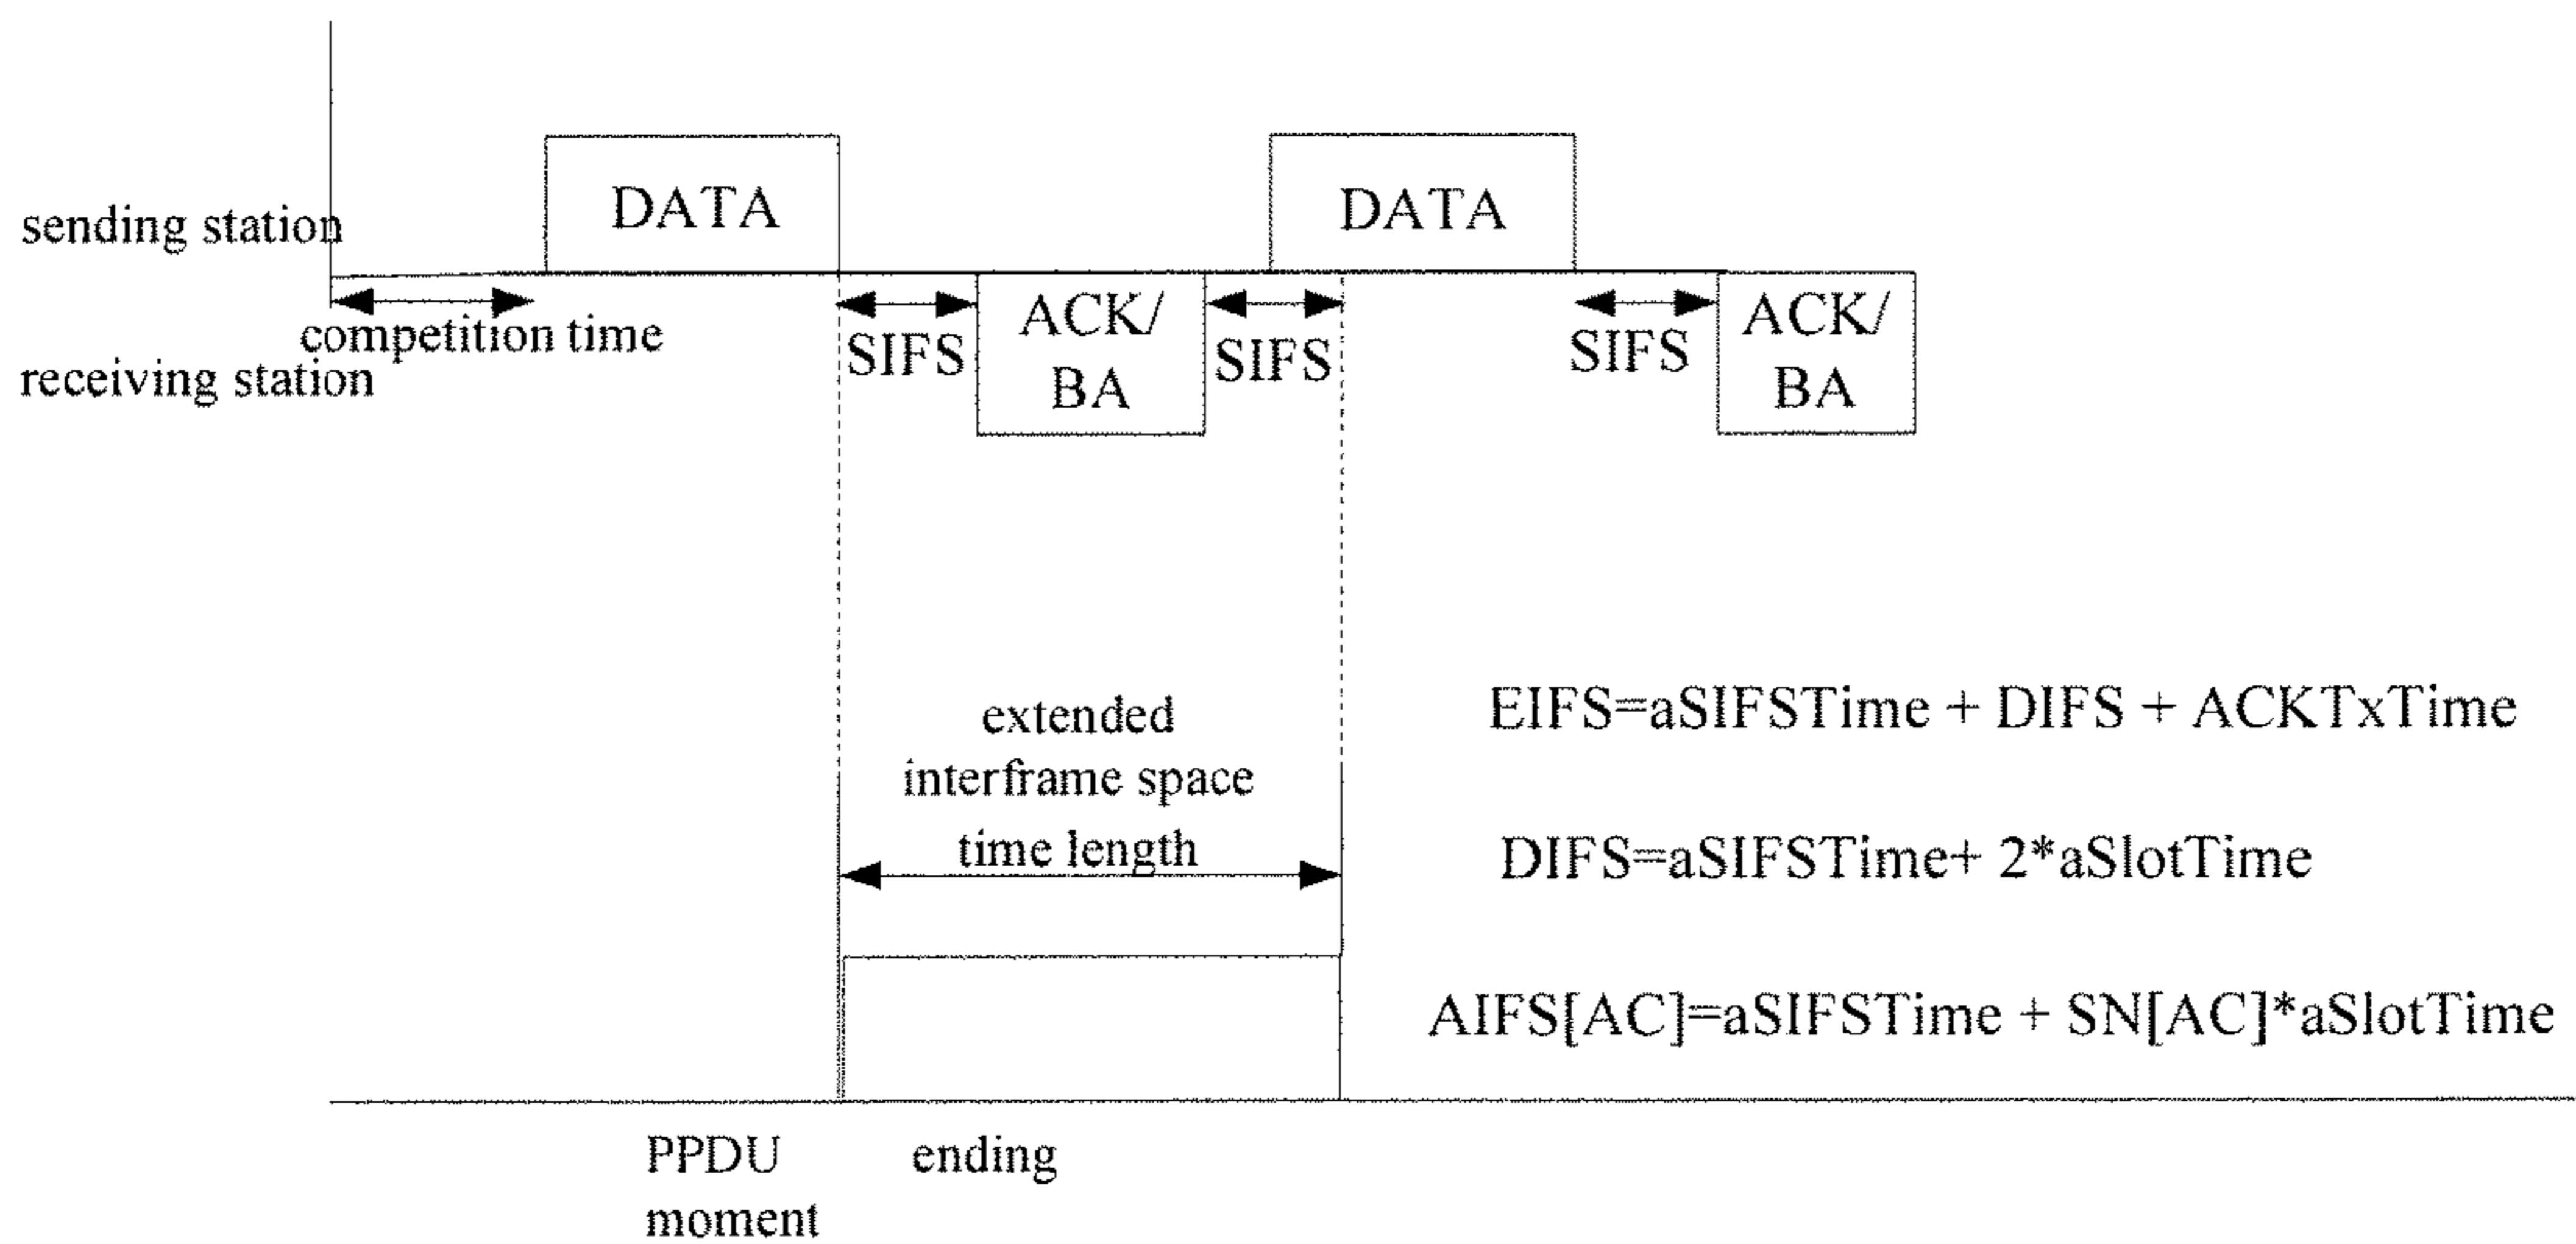 DATA
DATA
sending station
competition time
receiving station
SIFS
ACK/
BA
SIFS
SIFS
ACK/
BA
extended
interframe space
time length
EIFS=aSIFSTime + DIFS + ACKTxTime
DIFS=aSIFSTime+ 2*aSlotTime
AIFS[AC]=aSIFSTime + SN[AC]*aSlotTime
PPDU ending
moment